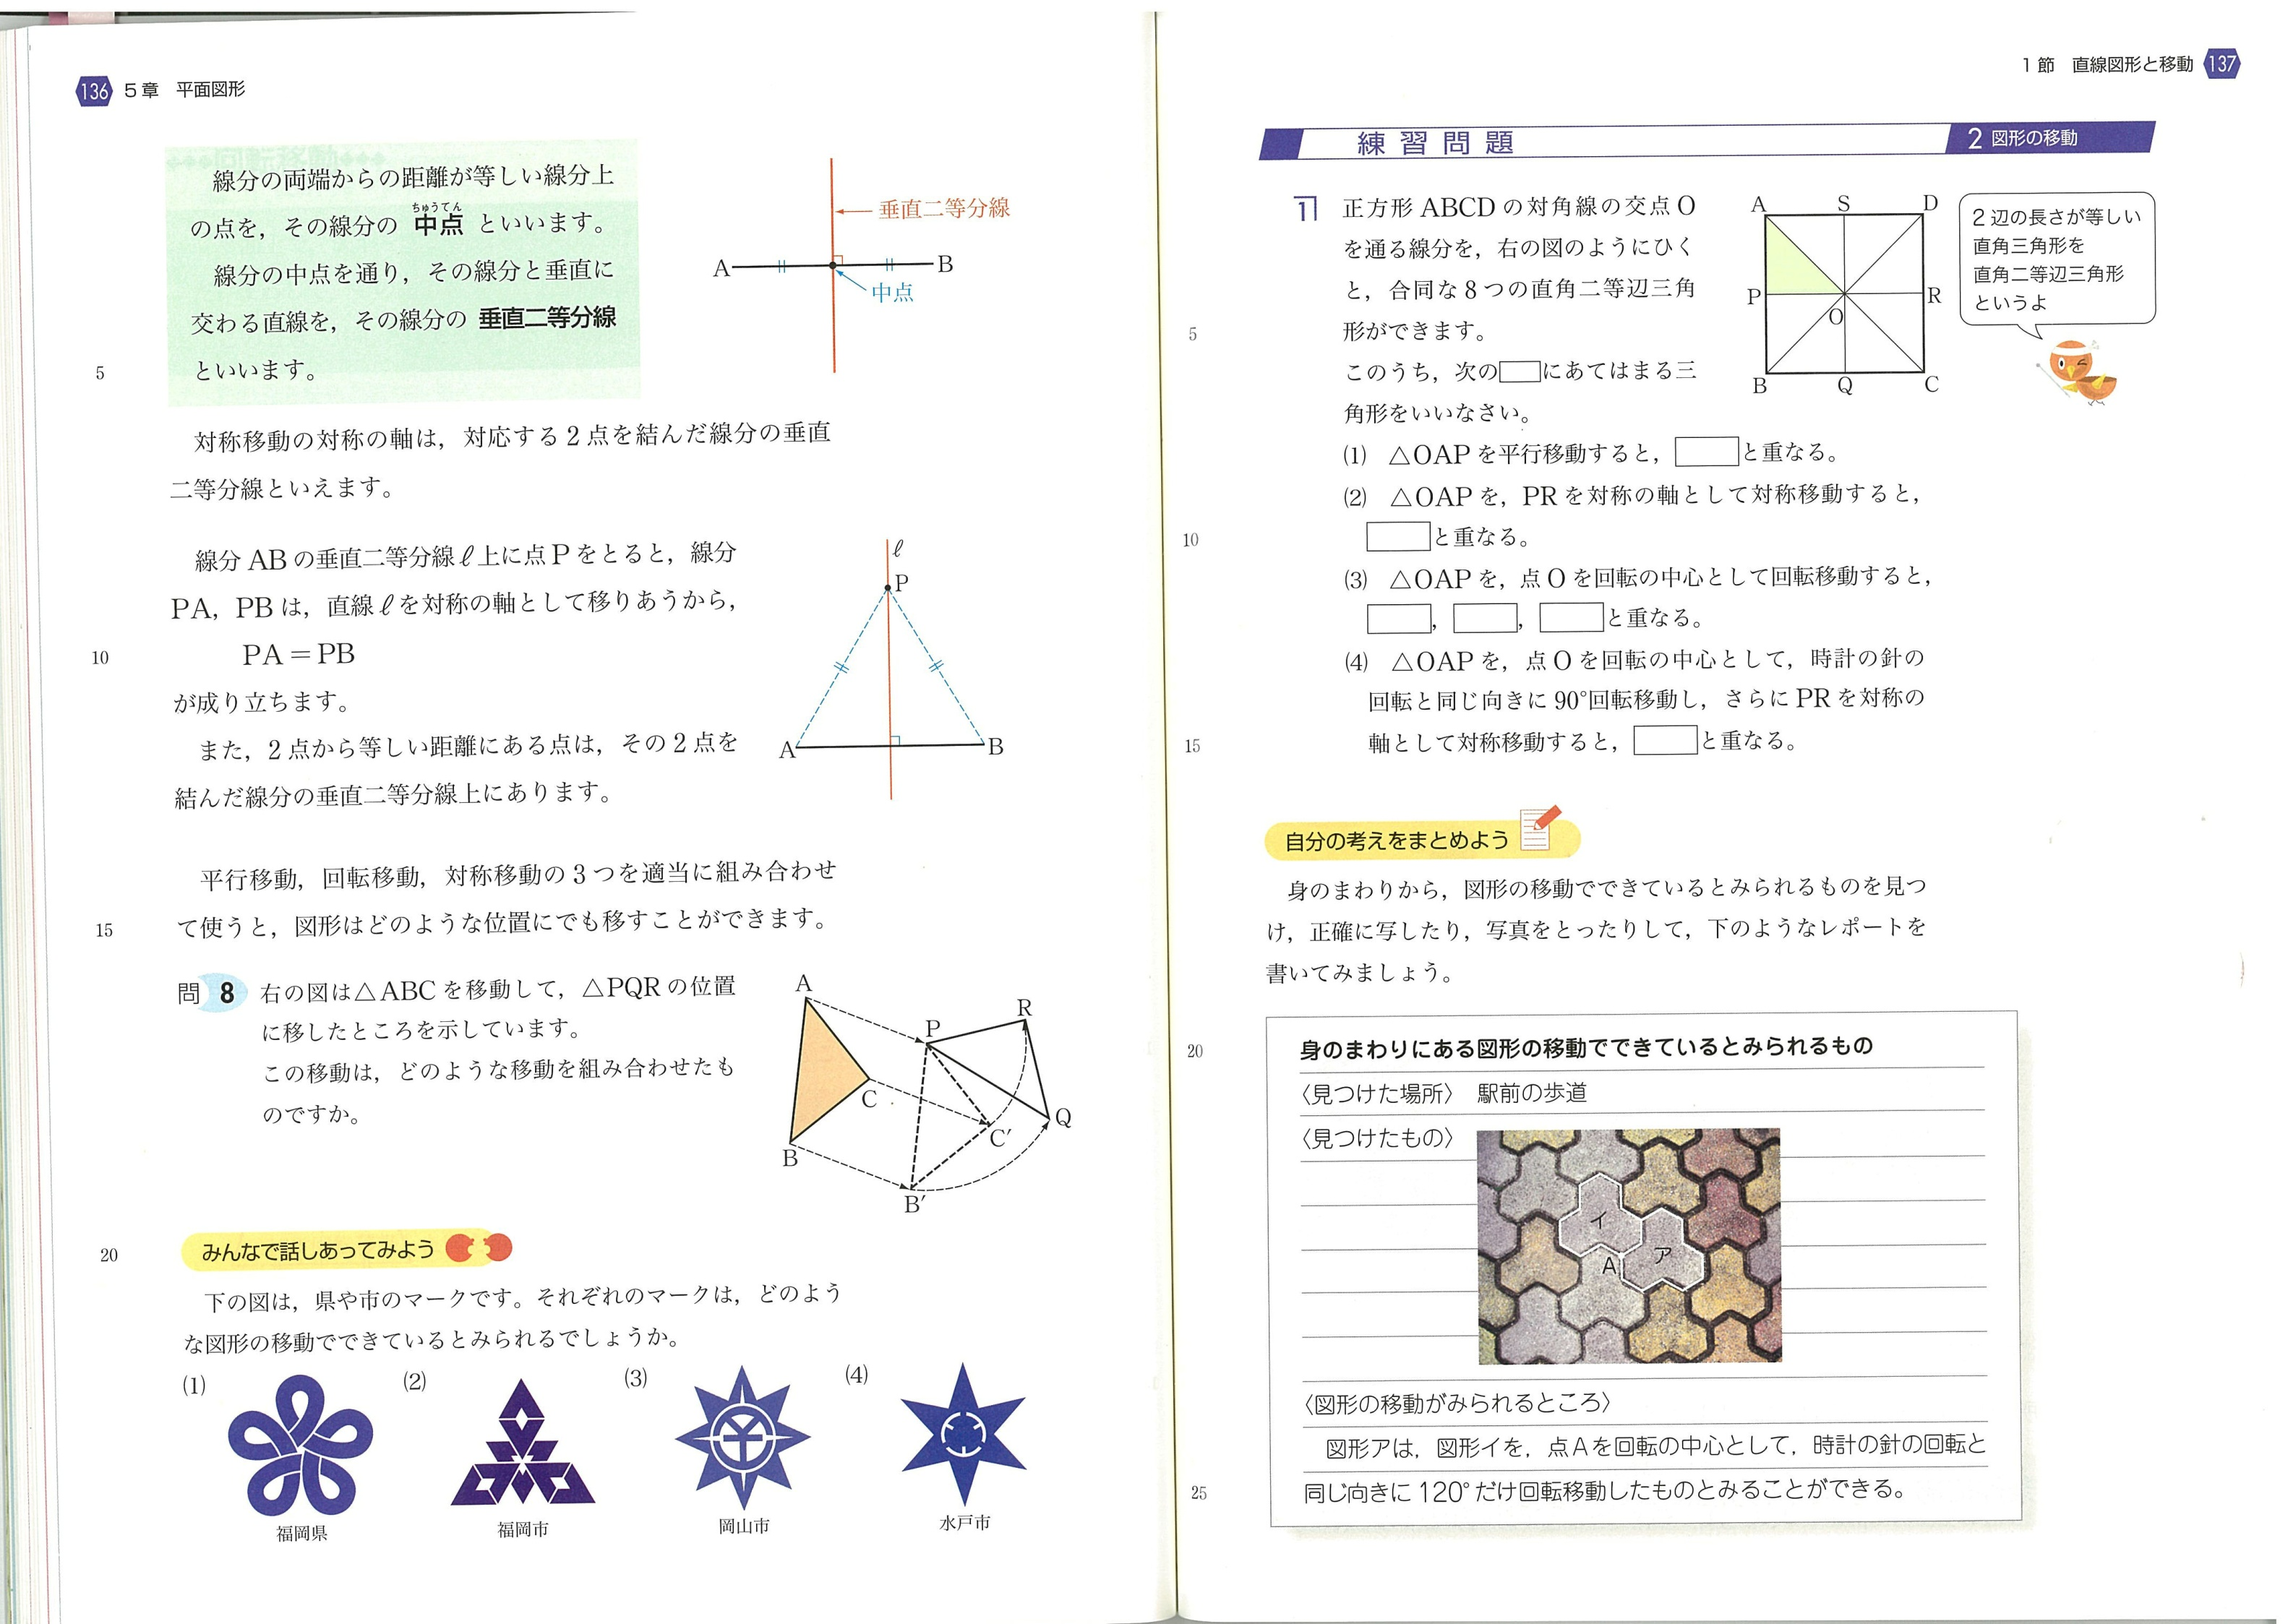 136 5章 平面図形
線分の両端からの距離が等しい線分上
ちゅうてん
の点を，その線分の 中点 といいます。
線分の中点を通り，その線分と垂直に
交わる直線を，その線分の 垂直二等分線
5
といいます。
垂直二等分線
A
B
中点
対称移動の対称の軸は，対応する2点を結んだ線分の垂直
二等分線といえます。
線分ABの垂直二等分線ℓ上に点Pをとると，線分
PA，PBは，直線ℓを対称の軸として移りあうから，
10
PA＝PB
が成り立ちます。
また，2点から等しい距離にある点は，その2点を
結んだ線分の垂直二等分線上にあります。
ℓ
P
A
B
平行移動，回転移動，対称移動の3つを適当に組み合わせ
15
て使うと，図形はどのような位置にでも移すことができます。
問 8 右の図は△ABCを移動して，△PQRの位置
に移したところを示しています。
この移動は，どのような移動を組み合わせたも
のですか。
A
P
R
C
C′
Q
B
B′
20
みんなで話しあってみよう
下の図は，県や市のマークです。それぞれのマークは，どのよう
な図形の移動でできているとみられるでしょうか。
(1)
(2)
(3)
(4)
福岡県
福岡市
岡山市
水戸市
1節 直線図形と移動 137
練習問題
2 図形の移動
1 正方形ABCDの対角線の交点O
を通る線分を，右の図のようにひく
と，合同な8つの直角二等辺三角
5
形ができます。
このうち，次の□にあてはまる三
角形をいいなさい。
A S D
P R
O
B Q C
2辺の長さが等しい
直角三角形を
直角二等辺三角形
というよ
(1) △OAPを平行移動すると，□と重なる。
(2) △OAPを，PRを対称の軸として対称移動すると，
10
□と重なる。
(3) △OAPを，点Oを回転の中心として回転移動すると，
□，□，□と重なる。
(4) △OAPを，点Oを回転の中心として，時計の針の
回転と同じ向きに90°回転移動し，さらにPRを対称の
15
軸として対称移動すると，□と重なる。
自分の考えをまとめよう
身のまわりから，図形の移動でできているとみられるものを見つ
け，正確に写したり，写真をとったりして，下のようなレポートを
書いてみましょう。
20
身のまわりにある図形の移動でできているとみられるもの
〈見つけた場所〉 駅前の歩道
〈見つけたもの〉
イ
ア
A
〈図形の移動がみられるところ〉
図形アは，図形イを，点Aを回転の中心として，時計の針の回転と
25
同じ向きに120°だけ回転移動したものとみることができる。